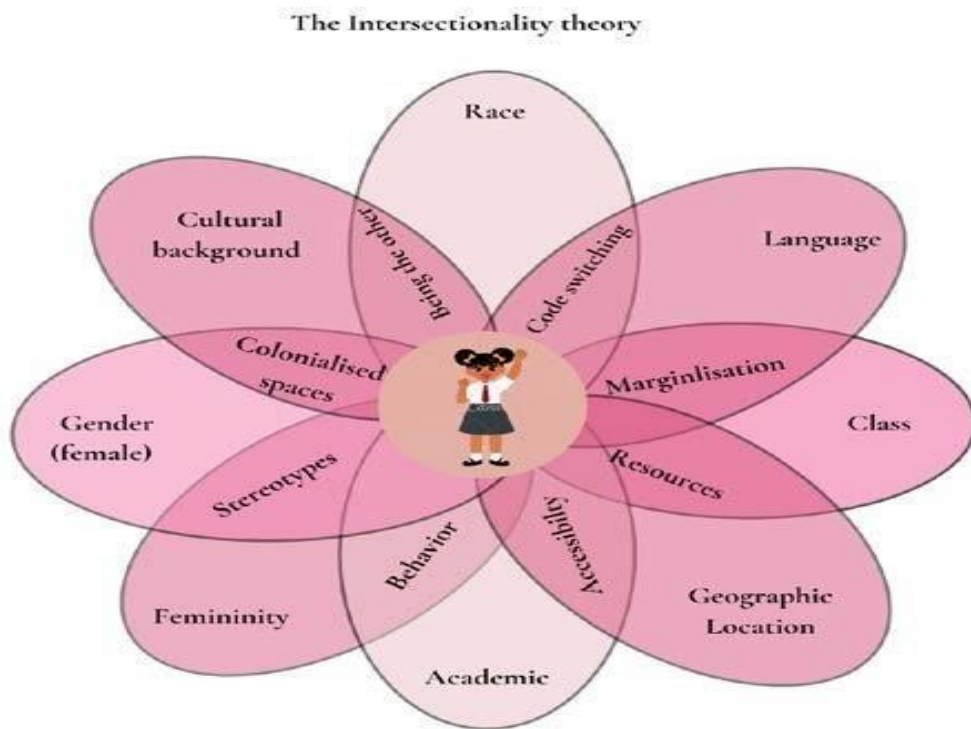 The Intersectionality theory
Race
Cultural
background
Being the other
Code switching
Language
Colonialised
spaces
Marginlisation
Gender
(female)
Class
Stereotypes
Resources
Behavior
Accessibility
Femininity
Geographic
Location
Academic